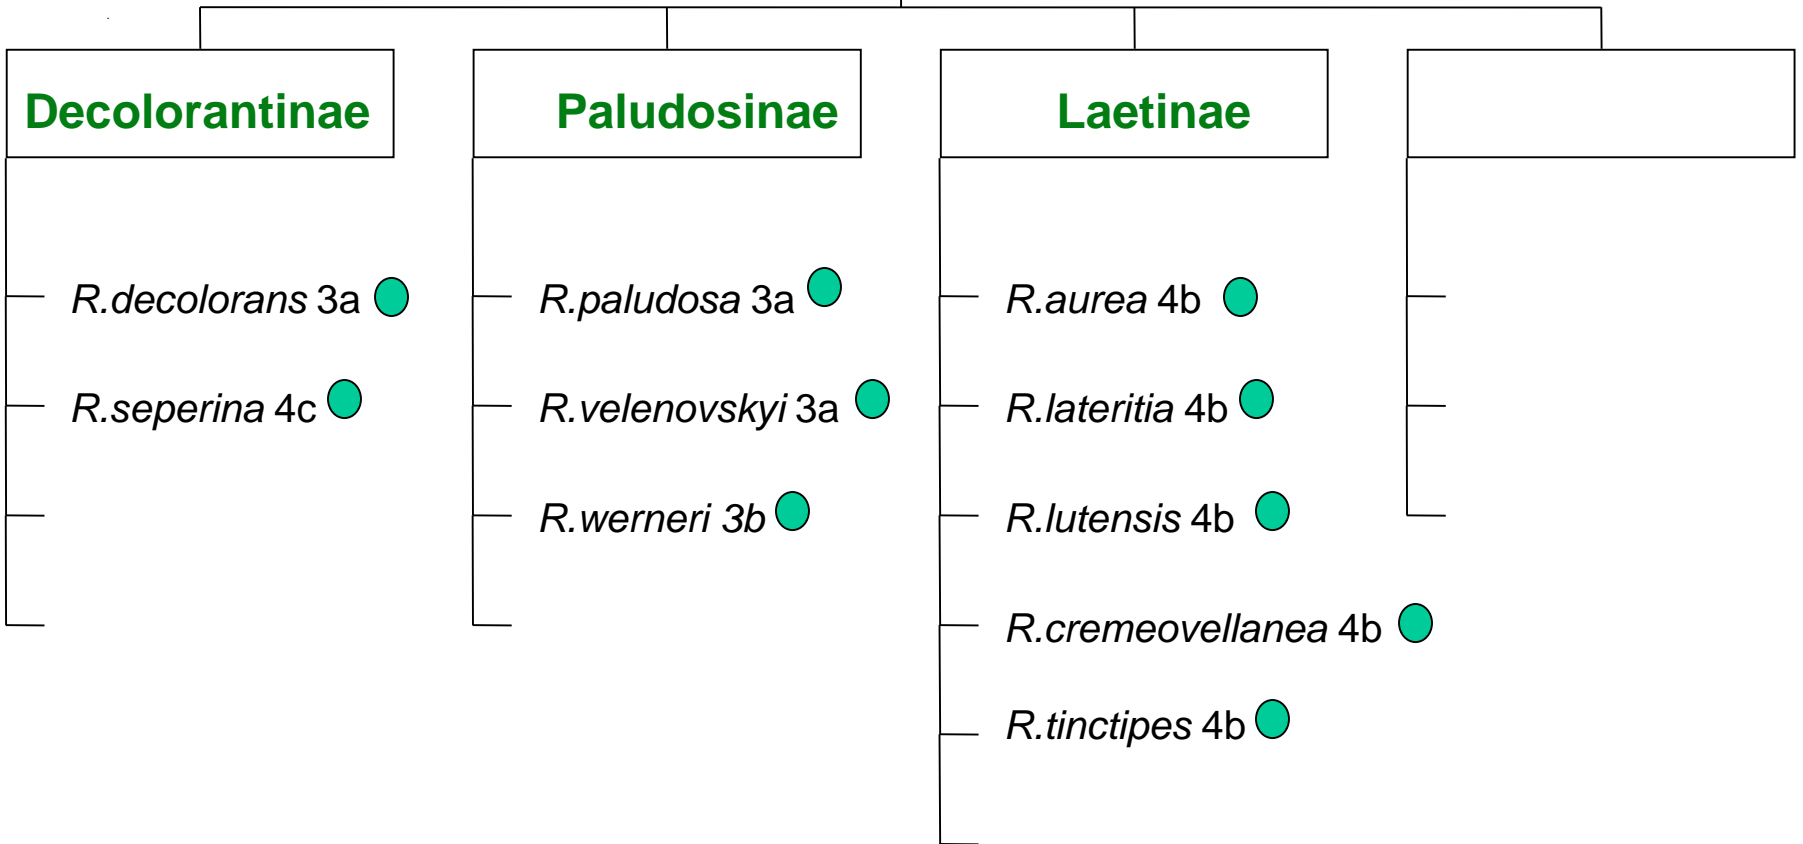 Decolorantinae
R.decolorans 3a
R.seperina 4c
Paludosinae
R.paludosa 3a
R.velenovskyi 3a
R.werneri 3b
Laetinae
R.aurea 4b
R.lateritia 4b
R.lutensis 4b
R.cremeovellanea 4b
R.tinctipes 4b